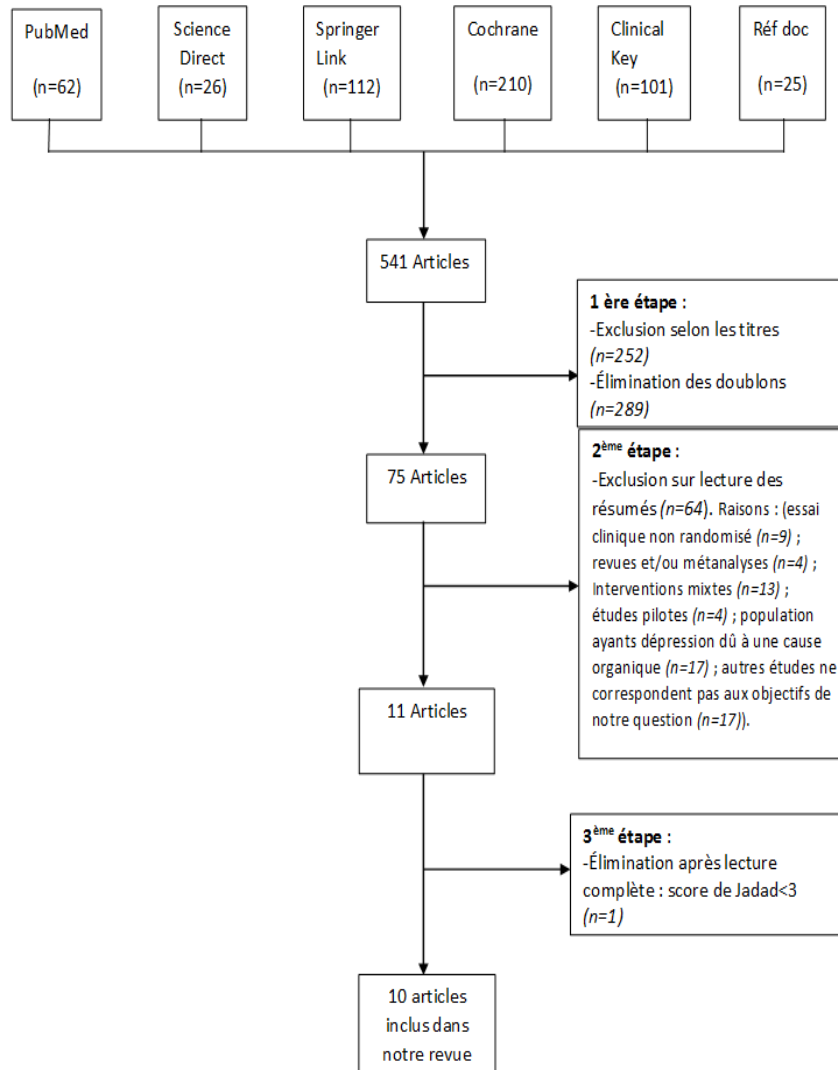 PubMed
(n=62)
Science
Direct
(n=26)
Springer
Link
(n=112)
Cochrane
(n=210)
Clinical
Key
(n=101)
Réf doc
(n=25)
541 Articles
1 ère étape :
-Exclusion selon les titres
(n=252)
-Élimination des doublons
(n=289)
75 Articles
2ème étape :
-Exclusion sur lecture des
résumés (n=64). Raisons : (essai
clinique non randomisé (n=9) ;
revues et/ou métanalyses (n=4) ;
Interventions mixtes (n=13) ;
études pilotes (n=4) ; population
ayants dépression dû à une cause
organique (n=17) ; autres études ne
correspondent pas aux objectifs de
notre question (n=17)).
11 Articles
3ème étape :
-Élimination après lecture
complète : score de Jadad<3
(n=1)
10 articles
inclus dans
notre revue